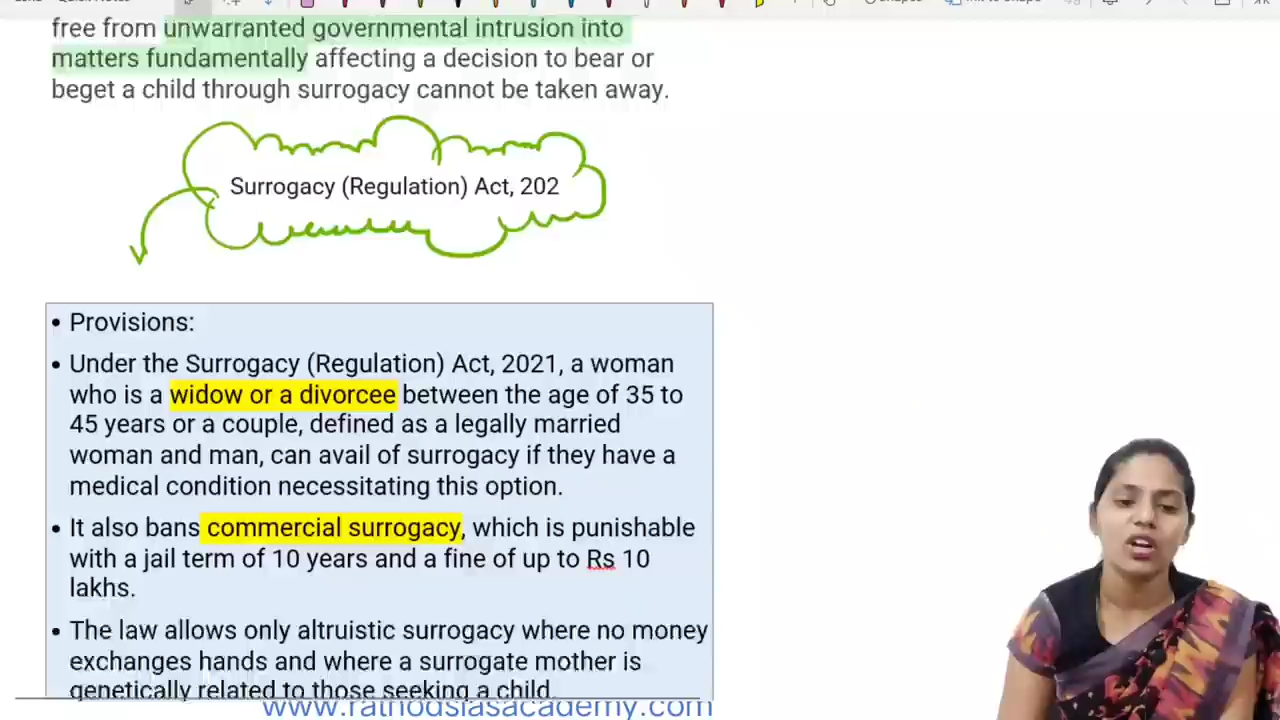 free from unwarranted governmental intrusion into
matters fundamentally affecting a decision to bear or
beget a child through surrogacy cannot be taken away.
Surrogacy (Regulation) Act, 202
• Provisions:
• Under the Surrogacy (Regulation) Act, 2021, a woman
who is a widow or a divorcee between the age of 35 to
45 years or a couple, defined as a legally married
woman and man, can avail of surrogacy if they have a
medical condition necessitating this option.
• It also bans commercial surrogacy, which is punishable
with a jail term of 10 years and a fine of up to Rs 10
lakhs.
• The law allows only altruistic surrogacy where no money
exchanges hands and where a surrogate mother is
genetically related to those seeking a child.
www.rathodsiasacademy.com